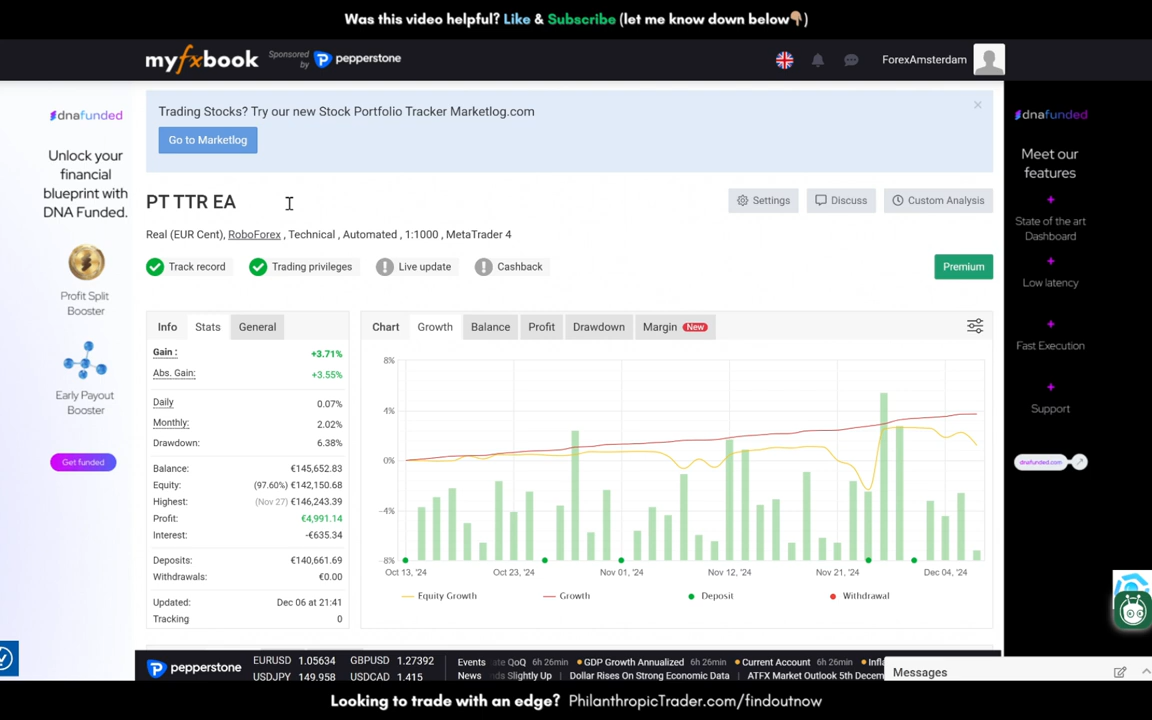 Was this video helpful? Like & Subscribe (let me know down below👇🏽)
myfxbook Sponsored by pepperstone
ForexAmsterdam
dnafunded
Unlock your
financial
blueprint with
DNA Funded.
Profit Split
Booster
Early Payout
Booster
Get funded
Trading Stocks? Try our new Stock Portfolio Tracker Marketlog.com
Go to Marketlog
PT TTR EA
Settings Discuss Custom Analysis
Real (EUR Cent), RoboForex , Technical , Automated , 1:1000 , MetaTrader 4
Track record Trading privileges Live update Cashback
Premium
Info Stats General
Gain : +3.71%
Abs. Gain: +3.55%
Daily 0.07%
Monthly: 2.02%
Drawdown: 6.38%
Balance: €145,652.83
Equity: (97.60%) €142,150.68
Highest: (Nov 27) €146,243.39
Profit: €4,991.14
Interest: -€635.34
Deposits: €140,661.69
Withdrawals: €0.00
Updated: Dec 06 at 21:41
Tracking 0
Chart Growth Balance Profit Drawdown Margin New
8%
4%
0%
-4%
-8%
Oct 13, '24 Oct 23, '24 Nov 01, '24 Nov 12, '24 Nov 21, '24 Dec 04, '24
Equity Growth Growth Deposit Withdrawal
dnafunded
Meet our
features
State of the art
Dashboard
Low latency
Fast Execution
Support
dnafunded.com
pepperstone
EURUSD 1.05634 GBPUSD 1.27392
USDJPY 149.958 USDCAD 1.415
Events QoQ 6h 26min GDP Growth Annualized 6h 26min Current Account 6h 26min
News Slightly Up Dollar Rises On Strong Economic Data ATFX Market Outlook 5th
Messages
Looking to trade with an edge? PhilanthropicTrader.com/findoutnow